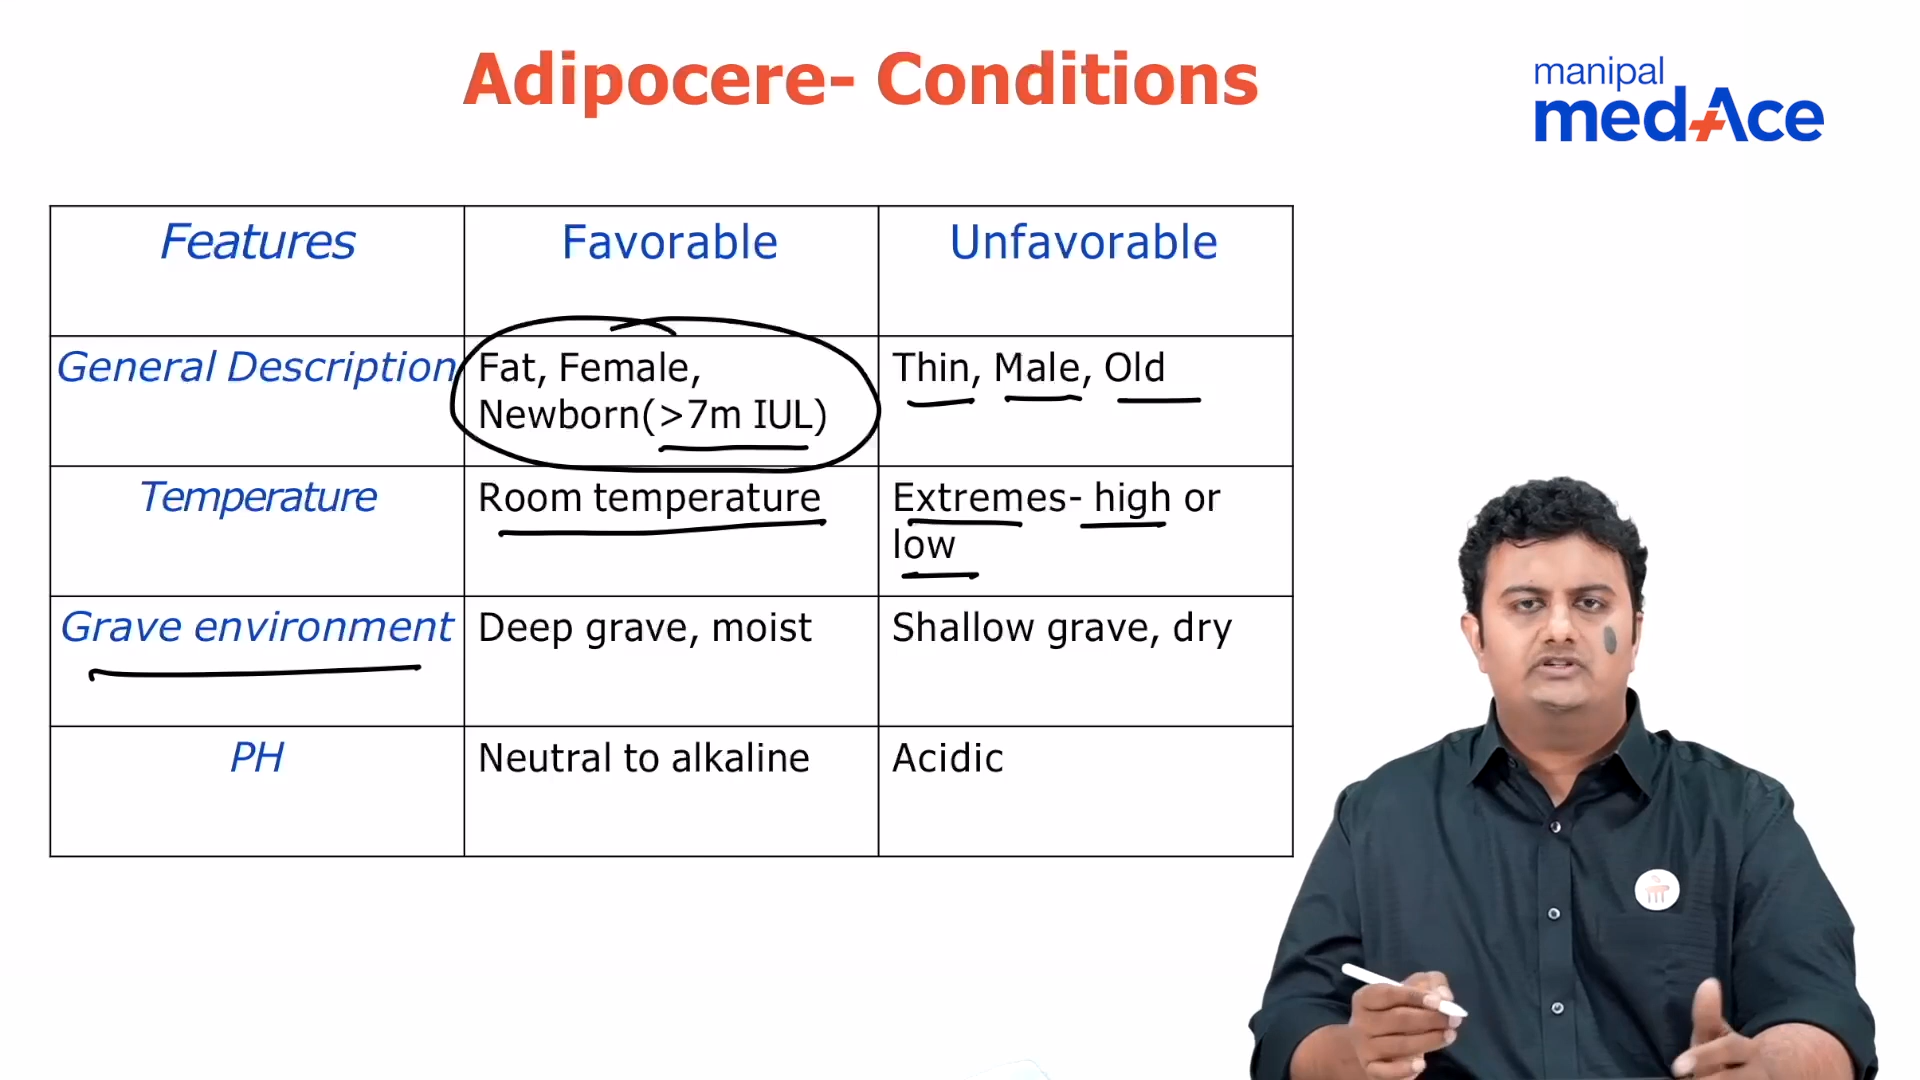 Adipocere- Conditions
manipal
medAce
Features
Favorable
Unfavorable
General Description
Fat, Female,
Newborn(>7m IUL)
Thin, Male, Old
Temperature
Room temperature
Extremes- high or
low
Grave environment
Deep grave, moist
Shallow grave, dry
PH
Neutral to alkaline
Acidic